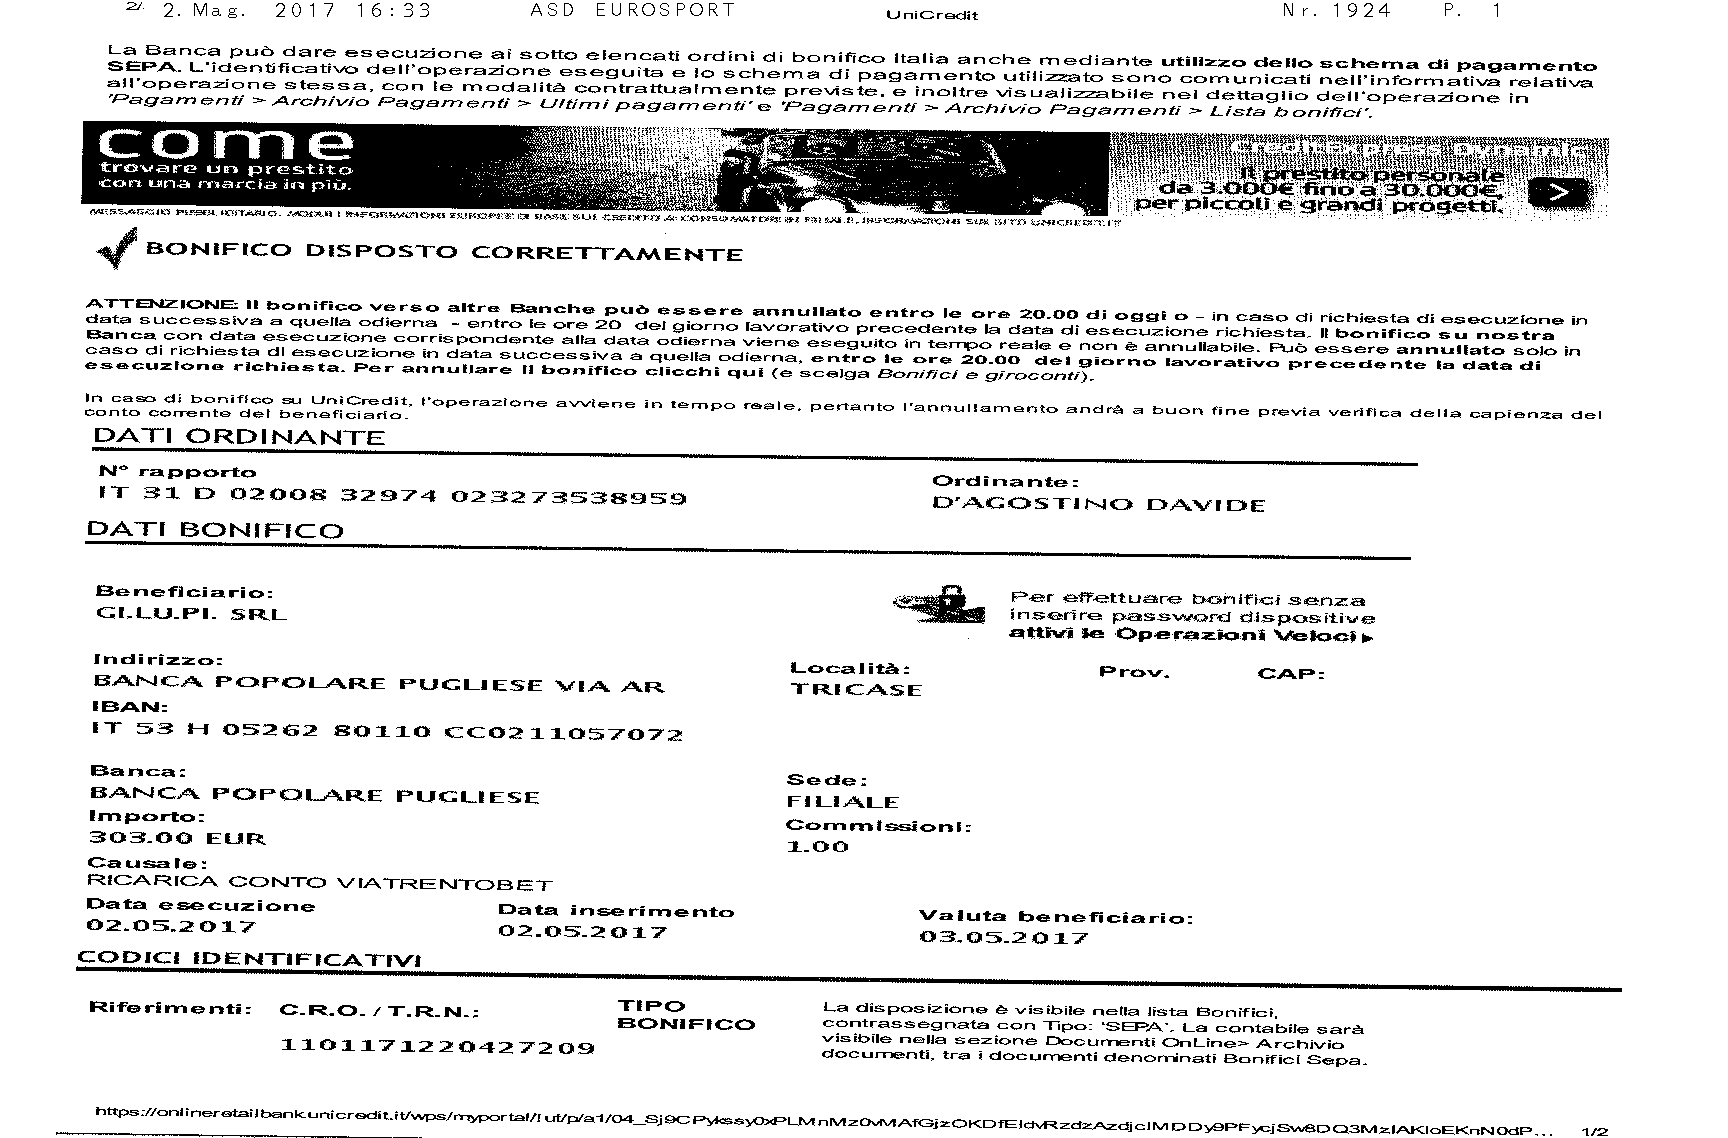 2/ 2. Mag. 2017 16:33 ASD EUROSPORT UniCredit Nr. 1924 P. 1
La Banca può dare esecuzione ai sotto elencati ordini di bonifico Italia anche mediante utilizzo dello schema di pagamento
SEPA. L'identificativo dell'operazione eseguita e lo schema di pagamento utilizzato sono comunicati nell'informativa relativa
all'operazione stessa, con le modalità contrattualmente previste, e inoltre visualizzabile nel dettaglio dell'operazione in
'Pagamenti > Archivio Pagamenti > Ultimi pagamenti' e 'Pagamenti > Archivio Pagamenti > Lista bonifici'.
come
trovare un prestito
con una marcia in più.
Il prestito personale
da 3.000€ fino a 30.000€,
per piccoli e grandi progetti.
>
MESSAGGIO PUBBLICITARIO. MODULI INFORMAZIONI EUROPEE DI BASE SUL CREDITO AI CONSUMATORI IN FILIALE. INFORMAZIONI SUL SITO UNICREDIT.IT
BONIFICO DISPOSTO CORRETTAMENTE
ATTENZIONE: Il bonifico verso altre Banche può essere annullato entro le ore 20.00 di oggi o - in caso di richiesta di esecuzione in
data successiva a quella odierna - entro le ore 20 del giorno lavorativo precedente la data di esecuzione richiesta. Il bonifico su nostra
Banca con data esecuzione corrispondente alla data odierna viene eseguito in tempo reale e non è annullabile. Può essere annullato solo in
caso di richiesta di esecuzione in data successiva a quella odierna, entro le ore 20.00 del giorno lavorativo precedente la data di
esecuzione richiesta. Per annullare il bonifico clicchi qui (e scelga Bonifici e giroconti).
In caso di bonifico su UniCredit, l'operazione avviene in tempo reale, pertanto l'annullamento andrà a buon fine previa verifica della capienza del
conto corrente del beneficiario.
DATI ORDINANTE
N° rapporto Ordinante:
IT 31 D 02008 32974 023273538959 D'AGOSTINO DAVIDE
DATI BONIFICO
Beneficiario:
GI.LU.PI. SRL
Per effettuare bonifici senza
inserire password dispositive
attivi le Operazioni Veloci
Indirizzo: Località: Prov. CAP:
BANCA POPOLARE PUGLIESE VIA AR TRICASE
IBAN:
IT 53 H 05262 80110 CC0211057072
Banca: Sede:
BANCA POPOLARE PUGLIESE FILIALE
Importo: Commissioni:
303.00 EUR 1.00
Causale:
RICARICA CONTO VIATRENTOBET
Data esecuzione Data inserimento Valuta beneficiario:
02.05.2017 02.05.2017 03.05.2017
CODICI IDENTIFICATIVI
Riferimenti: C.R.O. / T.R.N.: TIPO BONIFICO
1101171220427209
La disposizione è visibile nella lista Bonifici,
contrassegnata con Tipo: 'SEPA'. La contabile sarà
visibile nella sezione Documenti OnLine> Archivio
documenti, tra i documenti denominati Bonifici Sepa.
1/2